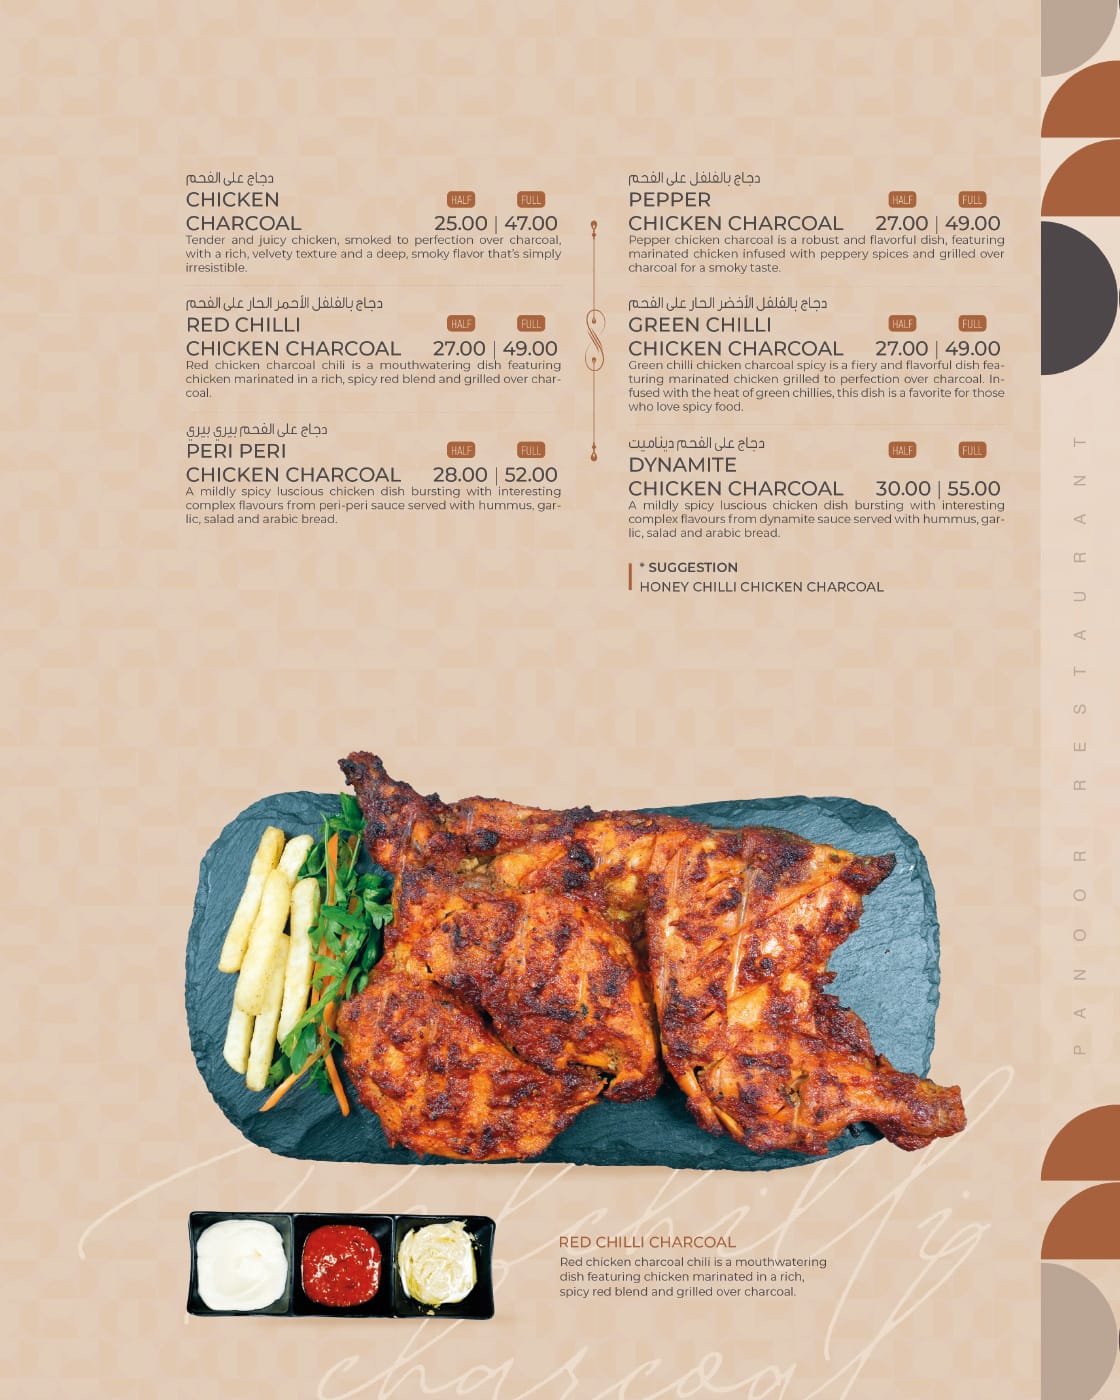 دجاج على الفحم
CHICKEN
HALF FULL
CHARCOAL 25.00 | 47.00
Tender and juicy chicken, smoked to perfection over charcoal,
with a rich, velvety texture and a deep, smoky flavor that's simply
irresistible.
دجاج بالفلفل الأحمر الحار على الفحم
RED CHILLI
HALF FULL
CHICKEN CHARCOAL 27.00 | 49.00
Red chicken charcoal chili is a mouthwatering dish featuring
chicken marinated in a rich, spicy red blend and grilled over char-
coal.
دجاج على الفحم بيري بيري
PERI PERI
HALF FULL
CHICKEN CHARCOAL 28.00 | 52.00
A mildly spicy luscious chicken dish bursting with interesting
complex flavours from peri-peri sauce served with hummus, gar-
lic, salad and arabic bread.
دجاج بالفلفل على الفحم
PEPPER
HALF FULL
CHICKEN CHARCOAL 27.00 | 49.00
Pepper chicken charcoal is a robust and flavorful dish, featuring
marinated chicken infused with peppery spices and grilled over
charcoal for a smoky taste.
دجاج بالفلفل الأخضر الحار على الفحم
GREEN CHILLI
HALF FULL
CHICKEN CHARCOAL 27.00 | 49.00
Green chilli chicken charcoal spicy is a fiery and flavorful dish fea-
turing marinated chicken grilled to perfection over charcoal. In-
fused with the heat of green chillies, this dish is a favorite for those
who love spicy food.
دجاج على الفحم ديناميت
DYNAMITE
HALF FULL
CHICKEN CHARCOAL 30.00 | 55.00
A mildly spicy luscious chicken dish bursting with interesting
complex flavours from dynamite sauce served with hummus, gar-
lic, salad and arabic bread.
* SUGGESTION
HONEY CHILLI CHICKEN CHARCOAL
PANOOR RESTAURANT
Red chilly
charcoal
RED CHILLI CHARCOAL
Red chicken charcoal chili is a mouthwatering
dish featuring chicken marinated in a rich,
spicy red blend and grilled over charcoal.